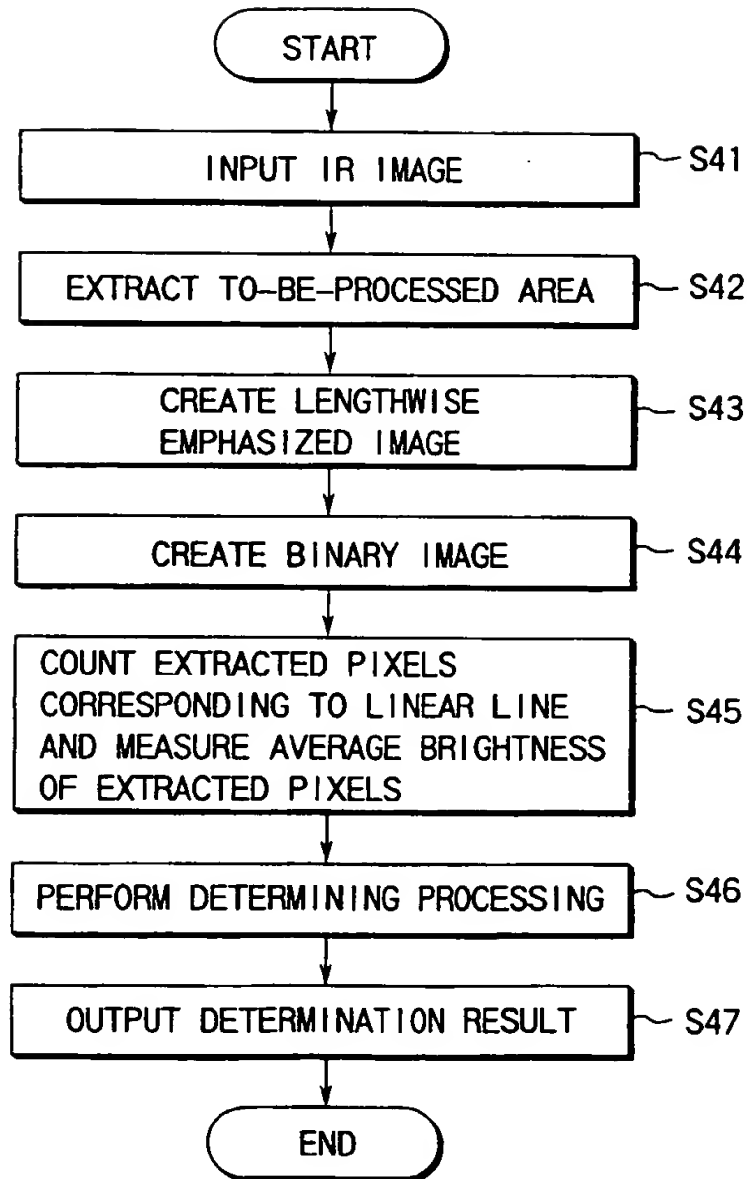 START
INPUT IR IMAGE
S41
EXTRACT TO-BE-PROCESSED AREA
S42
CREATE LENGTHWISE
EMPHASIZED IMAGE
S43
CREATE BINARY IMAGE
S44
COUNT EXTRACTED PIXELS
CORRESPONDING TO LINEAR LINE
AND MEASURE AVERAGE BRIGHTNESS
OF EXTRACTED PIXELS
S45
PERFORM DETERMINING PROCESSING
S46
OUTPUT DETERMINATION RESULT
S47
END